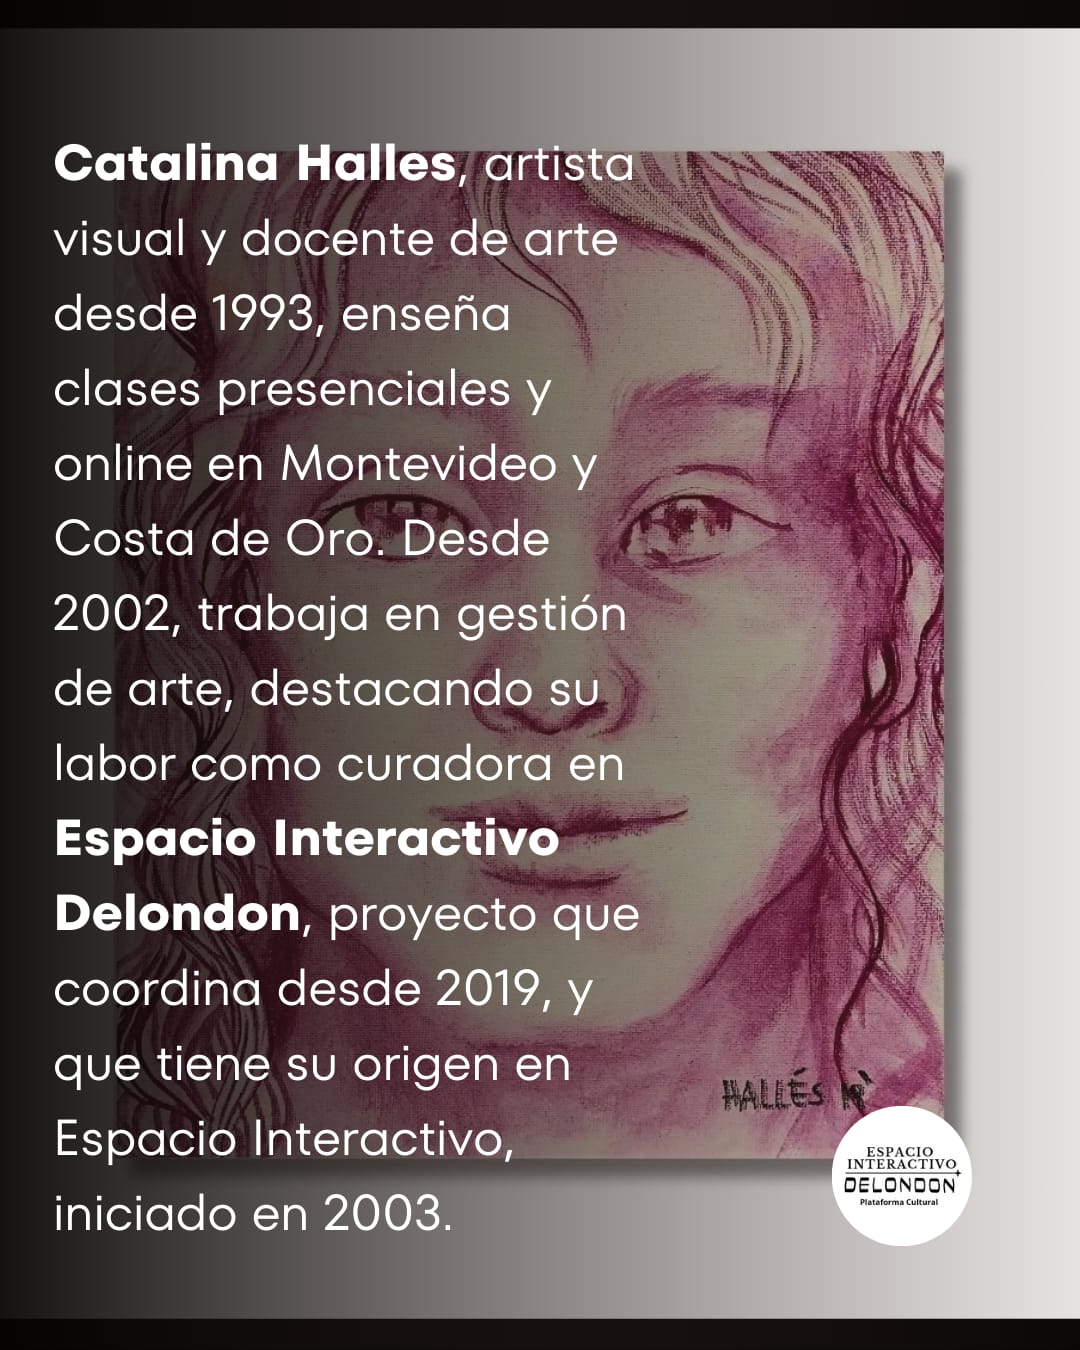 Catalina Halles, artista
visual y docente de arte
desde 1993, enseña
clases presenciales y
online en Montevideo y
Costa de Oro. Desde
2002, trabaja en gestión
de arte, destacando su
labor como curadora en
Espacio Interactivo
Delondon, proyecto que
coordina desde 2019, y
que tiene su origen en
Espacio Interactivo,
iniciado en 2003.
HALLÉS
ESPACIO
INTERACTIVO
DELONDON
Plataforma Cultural